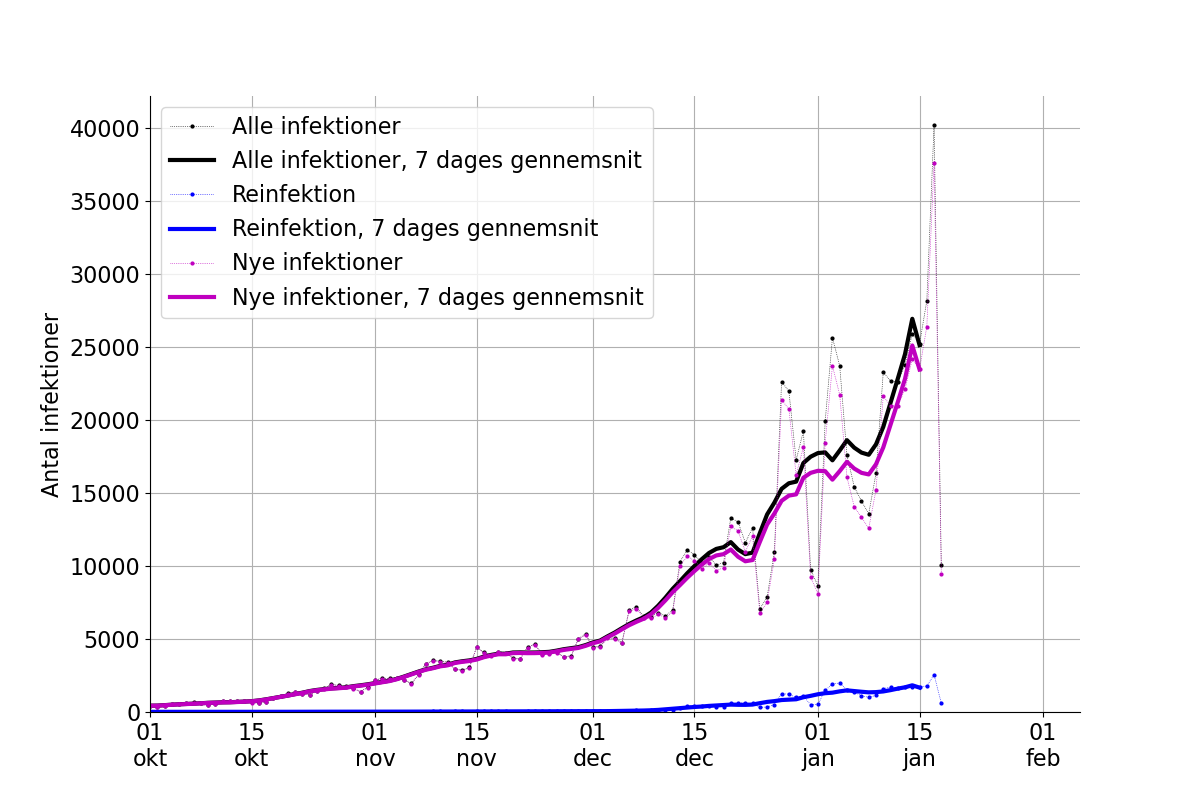 Alle infektioner
Alle infektioner, 7 dages gennemsnit
Reinfektion
Reinfektion, 7 dages gennemsnit
Nye infektioner
Nye infektioner, 7 dages gennemsnit
Antal infektioner
40000
35000
30000
25000
20000
15000
10000
5000
0
01 15 01 15 01 15 01 15 01
okt okt nov nov dec dec jan jan feb